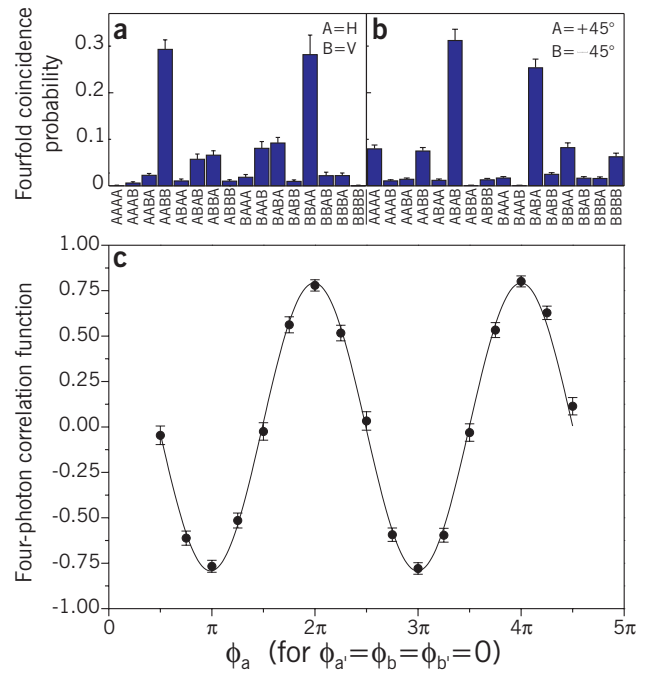 a
A=H
B=V
b
A=+45°
B=−45°
Fourfold coincidence
probability
0.3
0.2
0.1
0
AAAA
AAAB
AABA
AABB
ABAA
ABAB
ABBA
ABBB
BAAA
BAAB
BABA
BABB
BBAA
BBAB
BBBA
BBBB
AAAA
AAAB
AABA
AABB
ABAA
ABAB
ABBA
ABBB
BAAA
BAAB
BABA
BABB
BBAA
BBAB
BBBA
BBBB
c
Four-photon correlation function
1.00
0.75
0.50
0.25
0.00
-0.25
-0.50
-0.75
-1.00
0 π 2π 3π 4π 5π
ϕa (for ϕa'=ϕb=ϕb'=0)